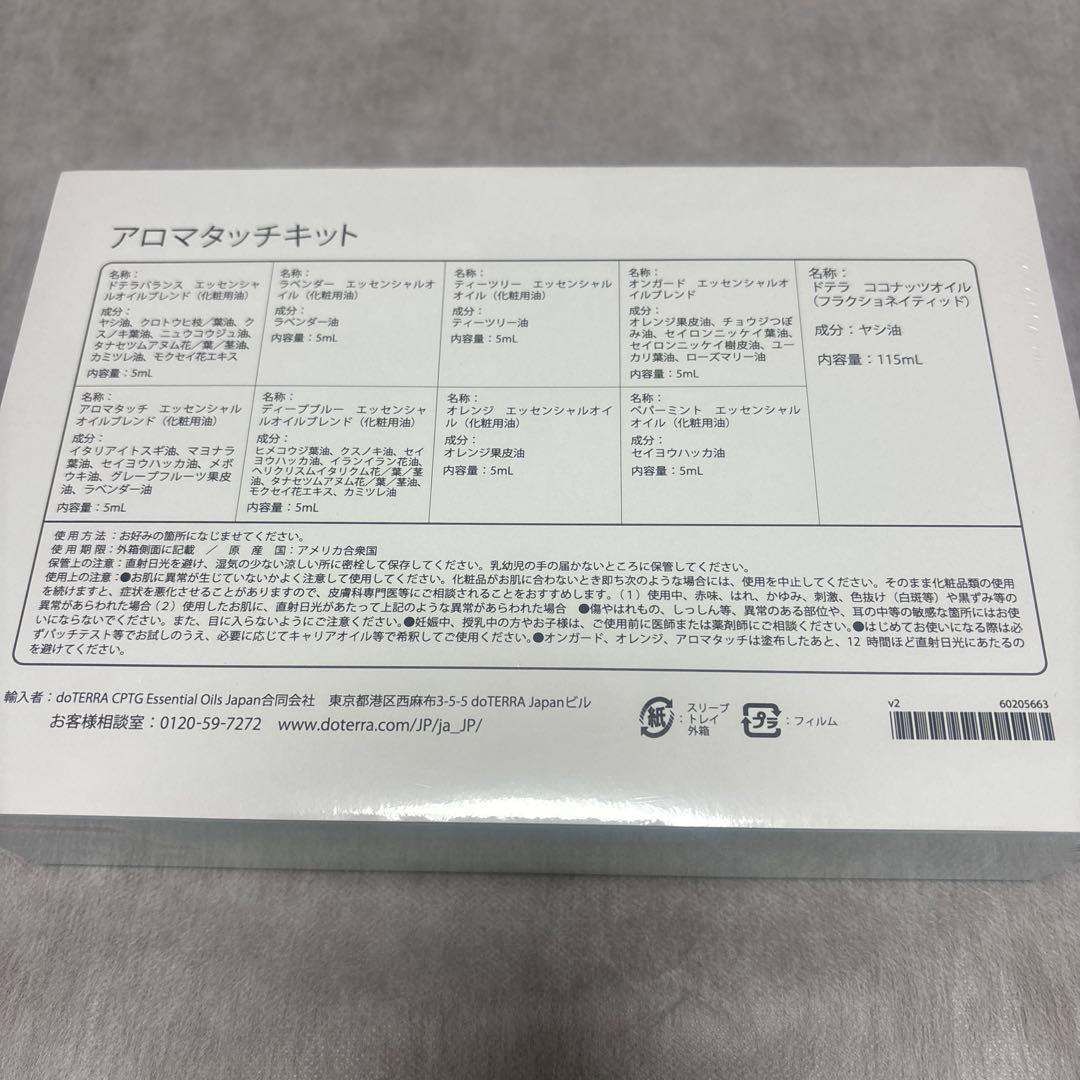 アロマタッチキット
名称：
ドテラバランス　エッセンシャ
ルオイルブレンド（化粧用油）
成分：
ヤシ油、クロトウヒ枝／葉油、ク
スノキ葉油、ニュウコウジュ油、
タナセツムアヌム花／葉／茎油、
カミツレ油、モクセイ花エキス
内容量：5mL
名称：
ラベンダー　エッセンシャルオ
イル（化粧用油）
成分：
ラベンダー油
内容量：5mL
名称：
ティーツリー　エッセンシャル
オイル（化粧用油）
成分：
ティーツリー油
内容量：5mL
名称：
オンガード　エッセンシャルオ
イルブレンド
成分：
オレンジ果皮油、チョウジつぼ
み油、セイロンニッケイ葉油、
セイロンニッケイ樹皮油、ユー
カリ葉油、ローズマリー油
内容量：5mL
名称：
ドテラ　ココナッツオイル
（フラクショネイティッド）
成分：ヤシ油
内容量：115mL
名称：
アロマタッチ　エッセンシャル
オイルブレンド（化粧用油）
成分：
イタリアイトスギ油、マヨナラ
葉油、セイヨウハッカ油、メボ
ウキ油、グレープフルーツ果皮
油、ラベンダー油
内容量：5mL
名称：
ディープブルー　エッセンシャ
ルオイルブレンド（化粧用油）
成分：
ヒメコウジ葉油、クスノキ油、セイ
ヨウハッカ油、イランイラン花油、
ヘリクリスムイタリクム花／葉／茎
油、タナセツムアヌム花／葉／茎油、
モクセイ花エキス、カミツレ油
内容量：5mL
名称：
オレンジ　エッセンシャルオイ
ル（化粧用油）
成分：
オレンジ果皮油
内容量：5mL
名称：
ペパーミント　エッセンシャル
オイル（化粧用油）
成分：
セイヨウハッカ油
内容量：5mL
使用方法：お好みの箇所になじませてください。
使用期限：外箱側面に記載　／　原産国：アメリカ合衆国
保管上の注意：直射日光を避け、湿気の少ない涼しい所に密栓して保存してください。乳幼児の手の届かないところに保管してください。
使用上の注意：●お肌に異常が生じていないかよく注意して使用してください。化粧品がお肌に合わないとき即ち次のような場合には、使用を中止してください。そのまま化粧品類の使用
を続けますと、症状を悪化させることがありますので、皮膚科専門医等にご相談されることをおすすめします。（1）使用中、赤味、はれ、かゆみ、刺激、色抜け（白斑等）や黒ずみ等の
異常があらわれた場合（2）使用したお肌に、直射日光があたって上記のような異常があらわれた場合　●傷やはれもの、しっしん等、異常のある部位や、耳の中等の敏感な箇所にはお使
いにならないでください。また、目に入らないようにご注意ください。●妊娠中、授乳中の方やお子様は、ご使用前に医師または薬剤師にご相談ください。●はじめてお使いになる際は必
ずパッチテスト等でお試しのうえ、必要に応じてキャリアオイル等で希釈してご使用ください。●オンガード、オレンジ、アロマタッチは塗布したあと、12 時間ほど直射日光にあたるの
を避けてください。
輸入者：doTERRA CPTG Essential Oils Japan合同会社　東京都港区西麻布3-5-5 doTERRA Japanビル
お客様相談室：0120-59-7272　www.doterra.com/JP/ja_JP/
紙
スリーブ
：トレイ
外箱
プラ
：フィルム
v2
60205663